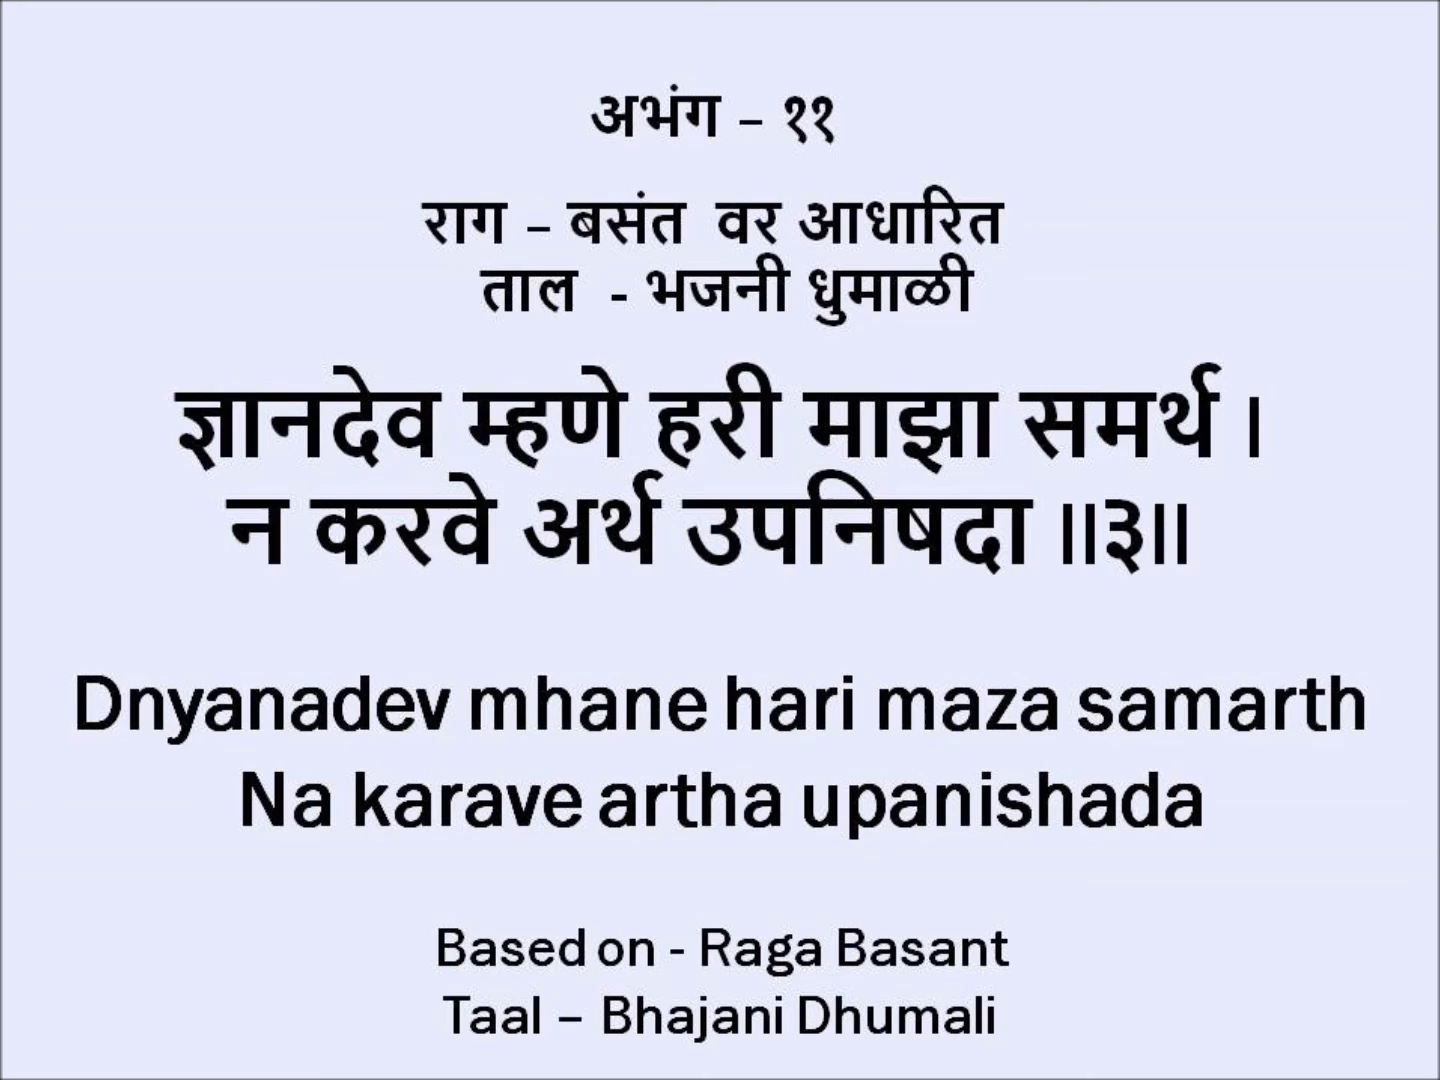 अभंग – ११
राग – बसंत वर आधारित
ताल - भजनी धुमाळी
ज्ञानदेव म्हणे हरी माझा समर्थ ।
न करवे अर्थ उपनिषदा ॥३॥
Dnyanadev mhane hari maza samarth
Na karave artha upanishada
Based on - Raga Basant
Taal – Bhajani Dhumali